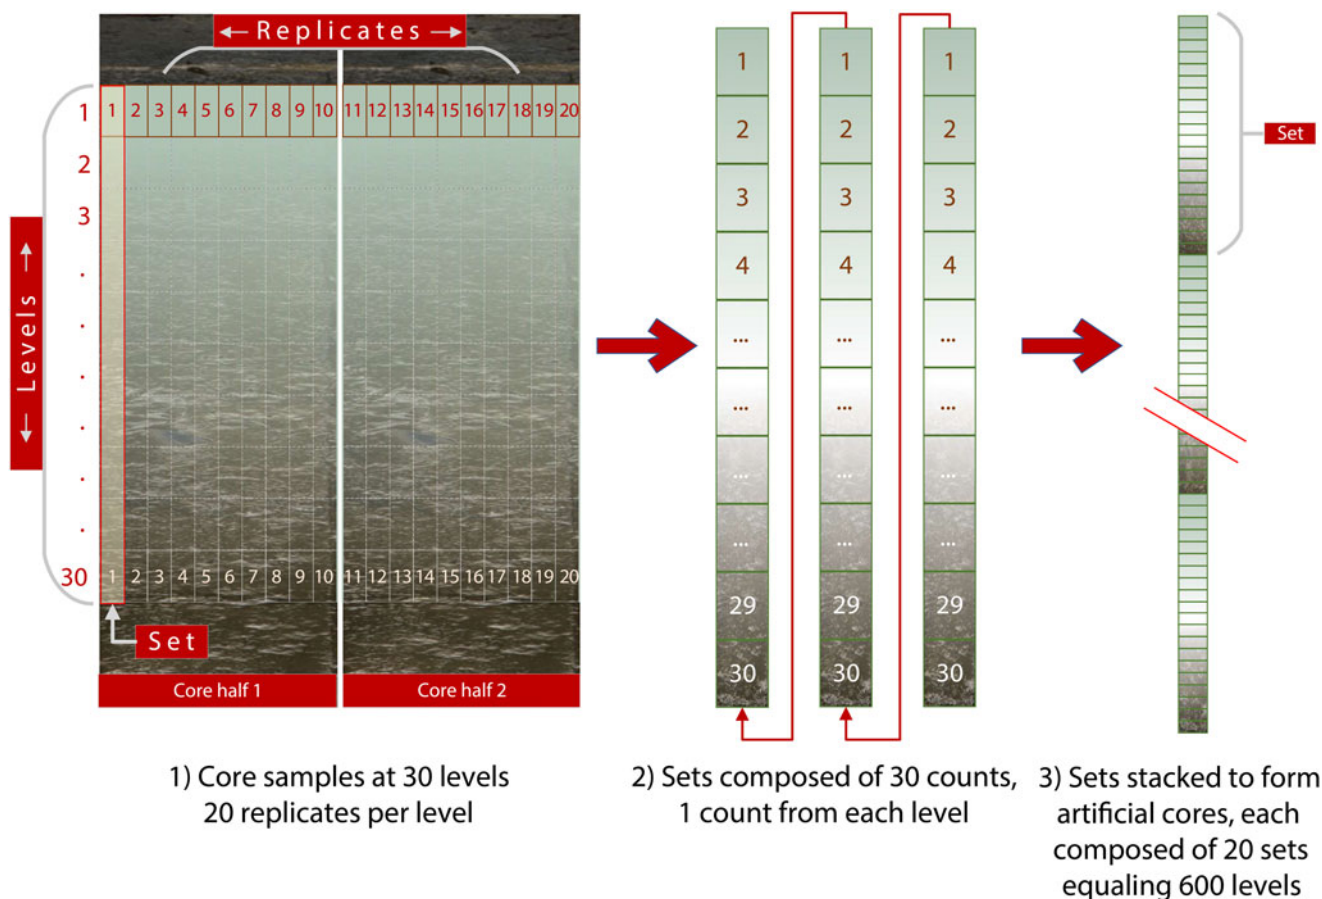 ← Replicates →
1 1 2 3 4 5 6 7 8 9 10 11 12 13 14 15 16 17 18 19 20
2
3
.
.
.
.
.
.
← Levels →
30 1 2 3 4 5 6 7 8 9 10 11 12 13 14 15 16 17 18 19 20
Set
Core half 1 Core half 2
1) Core samples at 30 levels
20 replicates per level
1 1 1
2 2 2
3 3 3
4 4 4
... ... ...
... ... ...
... ... ...
... ... ...
29 29 29
30 30 30
2) Sets composed of 30 counts,
1 count from each level
Set
3) Sets stacked to form
artificial cores, each
composed of 20 sets
equaling 600 levels